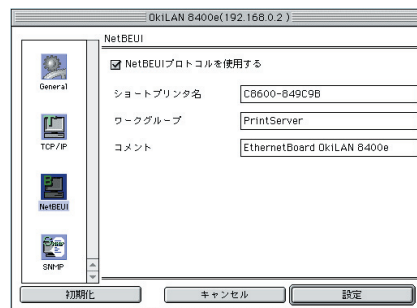 OkiLAN 8400e(192.168.0.2 )
NetBEUI
General
TCP/IP
NetBEUI
SNMP
NetBEUIプロトコルを使用する
ショートプリンタ名
C8600-849C9B
ワークグループ
PrintServer
コメント
EthernetBoard OkiLAN 8400e
初期化
キャンセル
設定